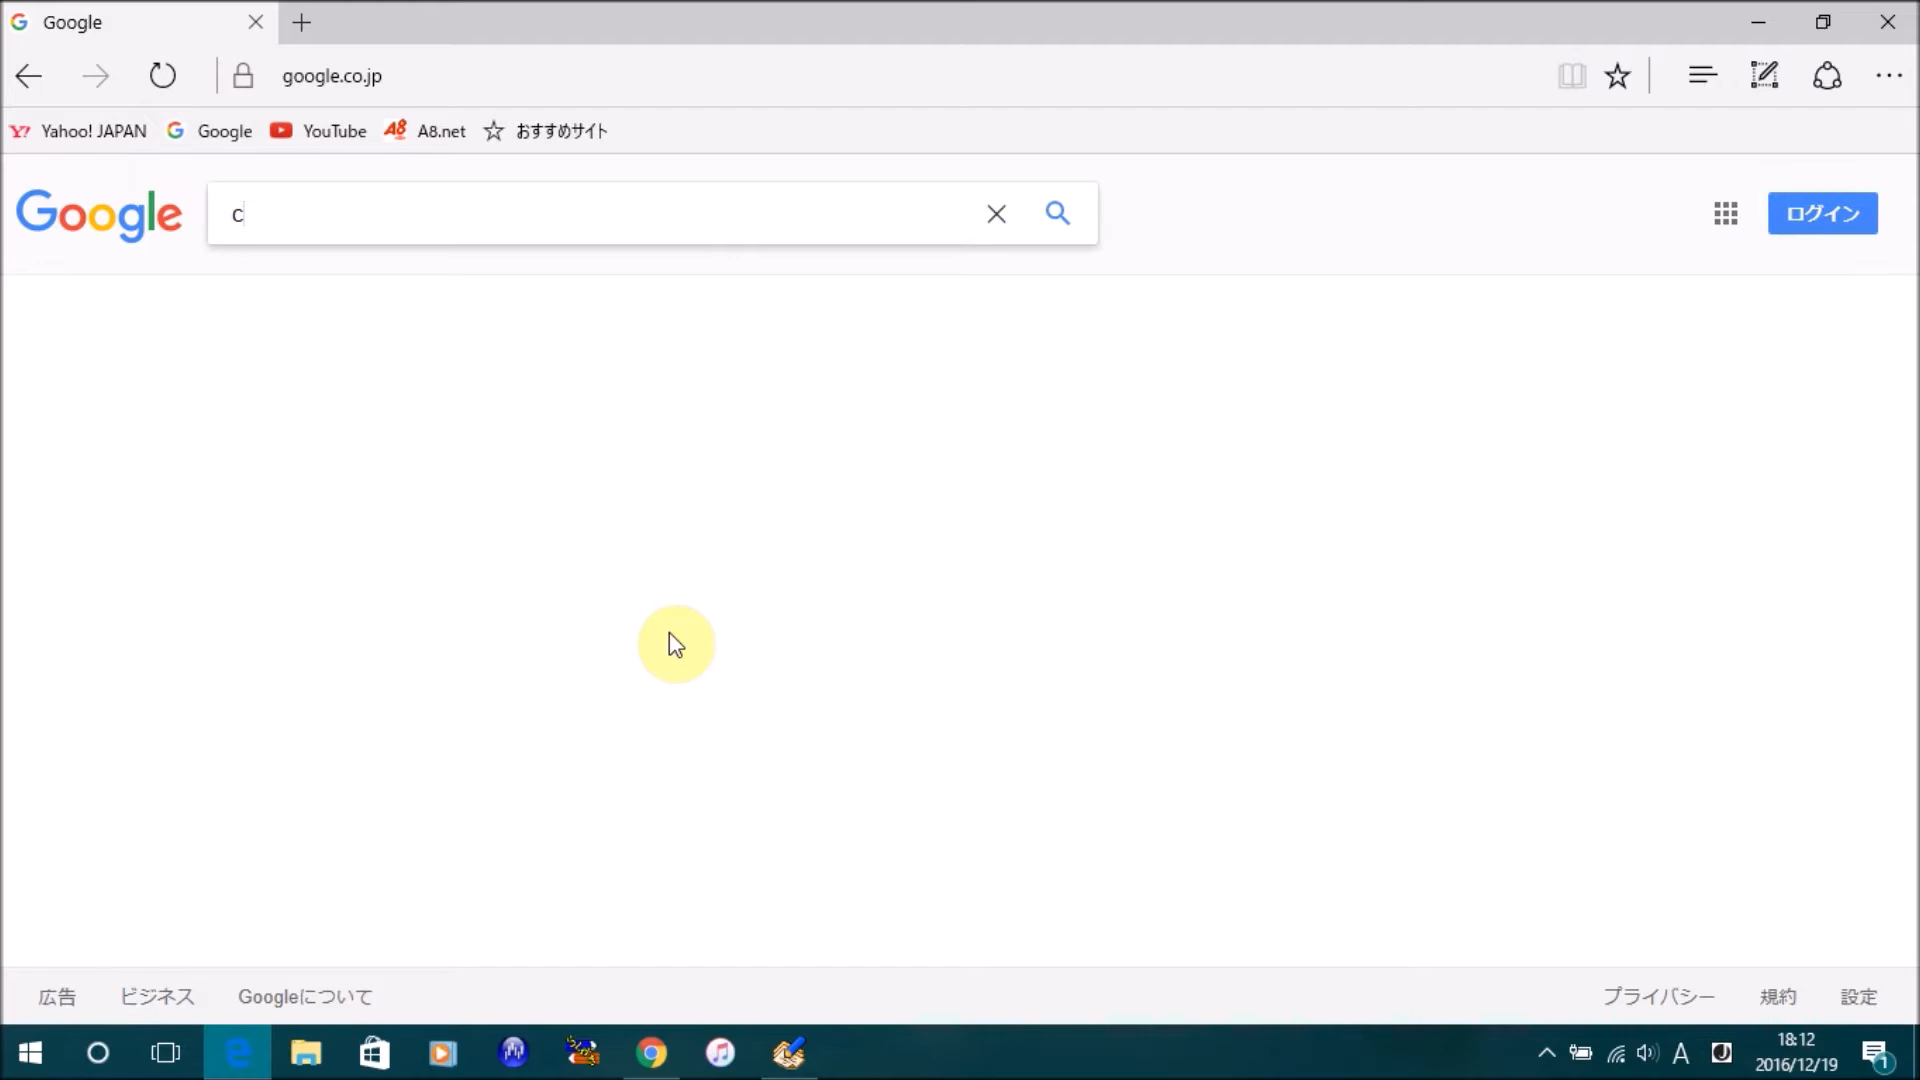 Google
google.co.jp
Yahoo! JAPAN Google YouTube A8.net おすすめサイト
Google c ログイン
広告 ビジネス Googleについて プライバシー 規約 設定
A 18:12
2016/12/19 1